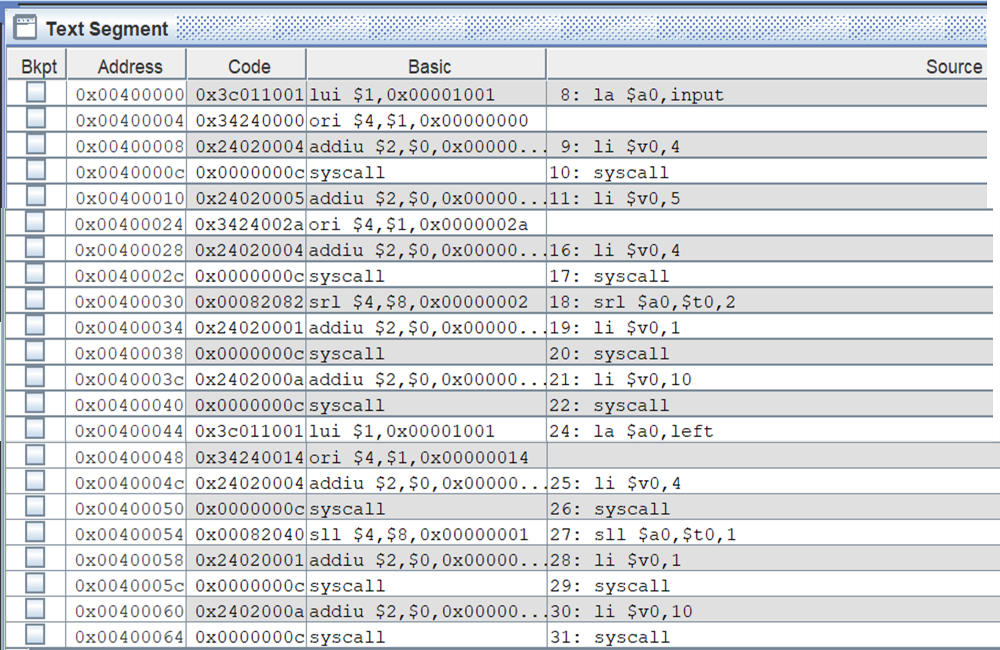 Text Segment
Bkpt Address Code Basic Source
0x00400000 0x3c011001 lui $1,0x00001001 8: la $a0,input
0x00400004 0x34240000 ori $4,$1,0x00000000
0x00400008 0x24020004 addiu $2,$0,0x00000... 9: li $v0,4
0x0040000c 0x0000000c syscall 10: syscall
0x00400010 0x24020005 addiu $2,$0,0x00000... 11: li $v0,5
0x00400024 0x3424002a ori $4,$1,0x0000002a
0x00400028 0x24020004 addiu $2,$0,0x00000... 16: li $v0,4
0x0040002c 0x0000000c syscall 17: syscall
0x00400030 0x00082082 srl $4,$8,0x00000002 18: srl $a0,$t0,2
0x00400034 0x24020001 addiu $2,$0,0x00000... 19: li $v0,1
0x00400038 0x0000000c syscall 20: syscall
0x0040003c 0x2402000a addiu $2,$0,0x00000... 21: li $v0,10
0x00400040 0x0000000c syscall 22: syscall
0x00400044 0x3c011001 lui $1,0x00001001 24: la $a0,left
0x00400048 0x34240014 ori $4,$1,0x00000014
0x0040004c 0x24020004 addiu $2,$0,0x00000... 25: li $v0,4
0x00400050 0x0000000c syscall 26: syscall
0x00400054 0x00082040 sll $4,$8,0x00000001 27: sll $a0,$t0,1
0x00400058 0x24020001 addiu $2,$0,0x00000... 28: li $v0,1
0x0040005c 0x0000000c syscall 29: syscall
0x00400060 0x2402000a addiu $2,$0,0x00000... 30: li $v0,10
0x00400064 0x0000000c syscall 31: syscall